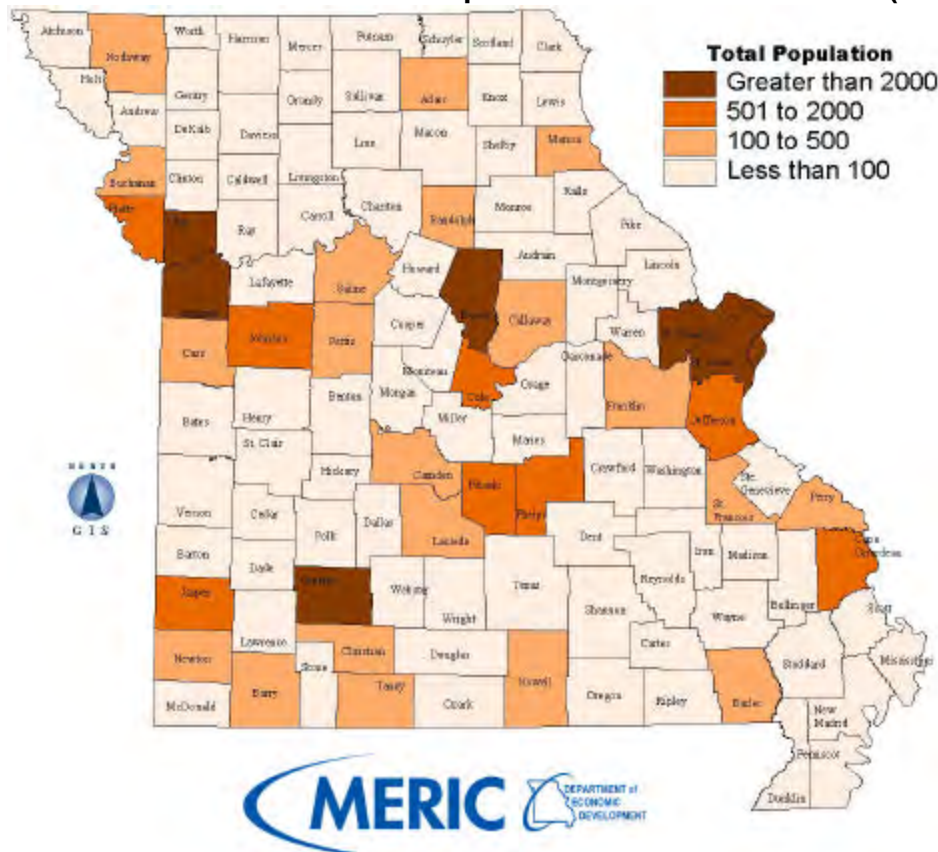 Total Population
Greater than 2000
501 to 2000
100 to 500
Less than 100
Atchison
Nodaway
Worth
Harrison
Mercer
Putnam
Schuyler
Scotland
Clark
Holt
Andrew
Gentry
Grundy
Sullivan
Adair
Knox
Lewis
DeKalb
Daviess
Linn
Macon
Shelby
Marion
Buchanan
Clinton
Caldwell
Livingston
Chariton
Randolph
Monroe
Ralls
Pike
Platte
Clay
Ray
Carroll
Audrain
Lincoln
Lafayette
Saline
Howard
Boone
Callaway
Montgomery
Warren
Cass
Johnson
Pettis
Cooper
Moniteau
Cole
Osage
Gasconade
Franklin
Jefferson
Bates
Henry
Benton
Morgan
Miller
Maries
St. Clair
Hickory
Camden
Pulaski
Phelps
Crawford
Washington
Ste.
Genevieve
St.
Francois
Perry
NORTH
GIS
Vernon
Cedar
Polk
Dallas
Laclede
Dent
Iron
Madison
Cape
Girardeau
Barton
Dade
Greene
Webster
Wright
Texas
Shannon
Reynolds
Wayne
Bollinger
Scott
Jasper
Lawrence
Christian
Douglas
Carter
Stoddard
Mississippi
Newton
Barry
Stone
Taney
Ozark
Howell
Oregon
Ripley
Butler
New
Madrid
McDonald
Pemiscot
Dunklin
MERIC
DEPARTMENT of
ECONOMIC
DEVELOPMENT